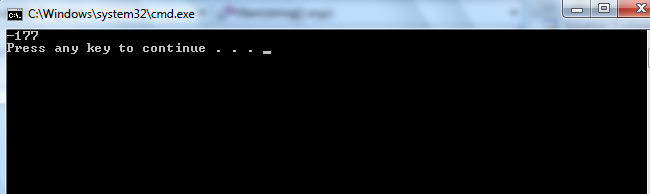 C:\Windows\system32\cmd.exe
-177
Press any key to continue . . .